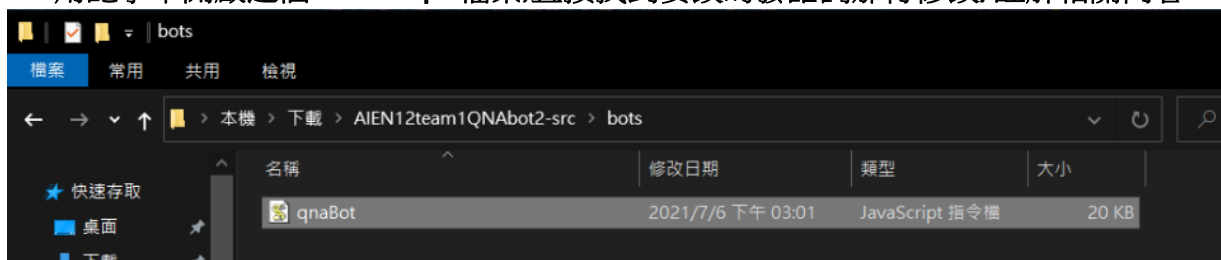 bots
檔案 常用 共用 檢視
本機 > 下載 > AIEN12team1QNAbot2-src > bots
名稱 修改日期 類型 大小
快速存取
qnaBot 2021/7/6 下午 03:01 JavaScript 指令檔 20 KB
桌面